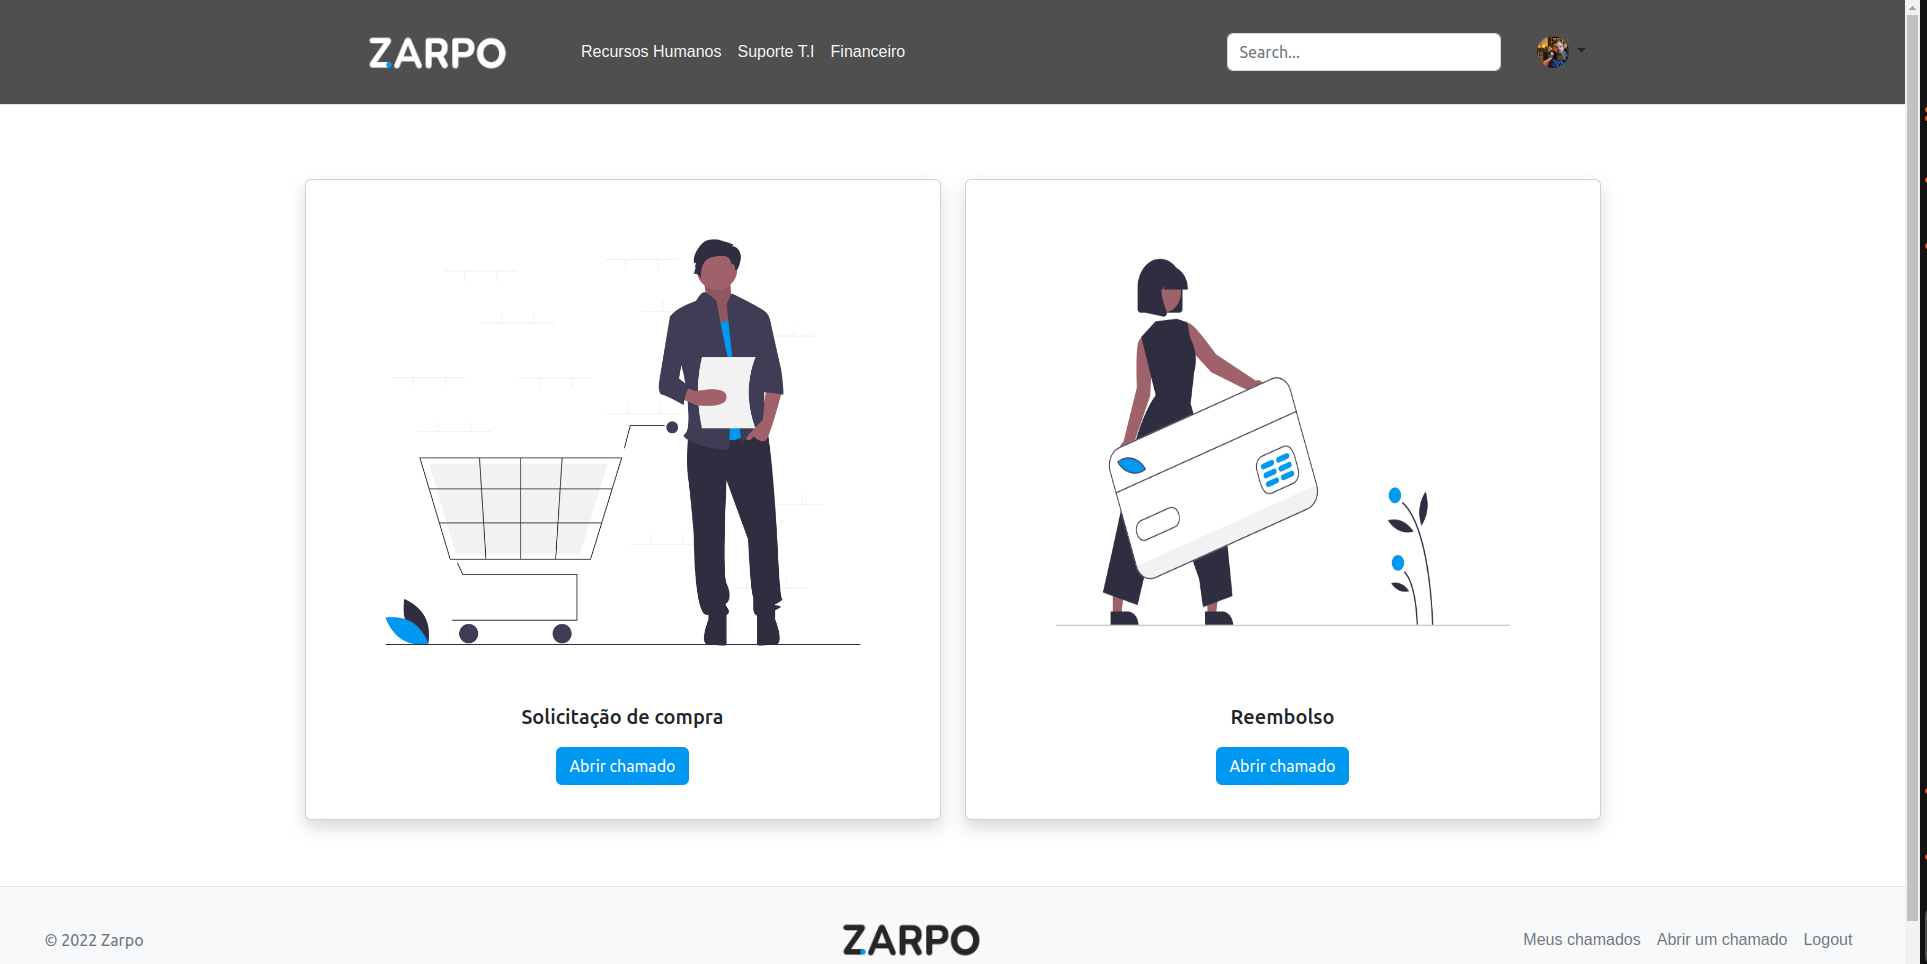 ZARPO
Recursos Humanos Suporte T.I Financeiro
Search...
Solicitação de compra
Abrir chamado
Reembolso
Abrir chamado
© 2022 Zarpo
ZARPO
Meus chamados Abrir um chamado Logout